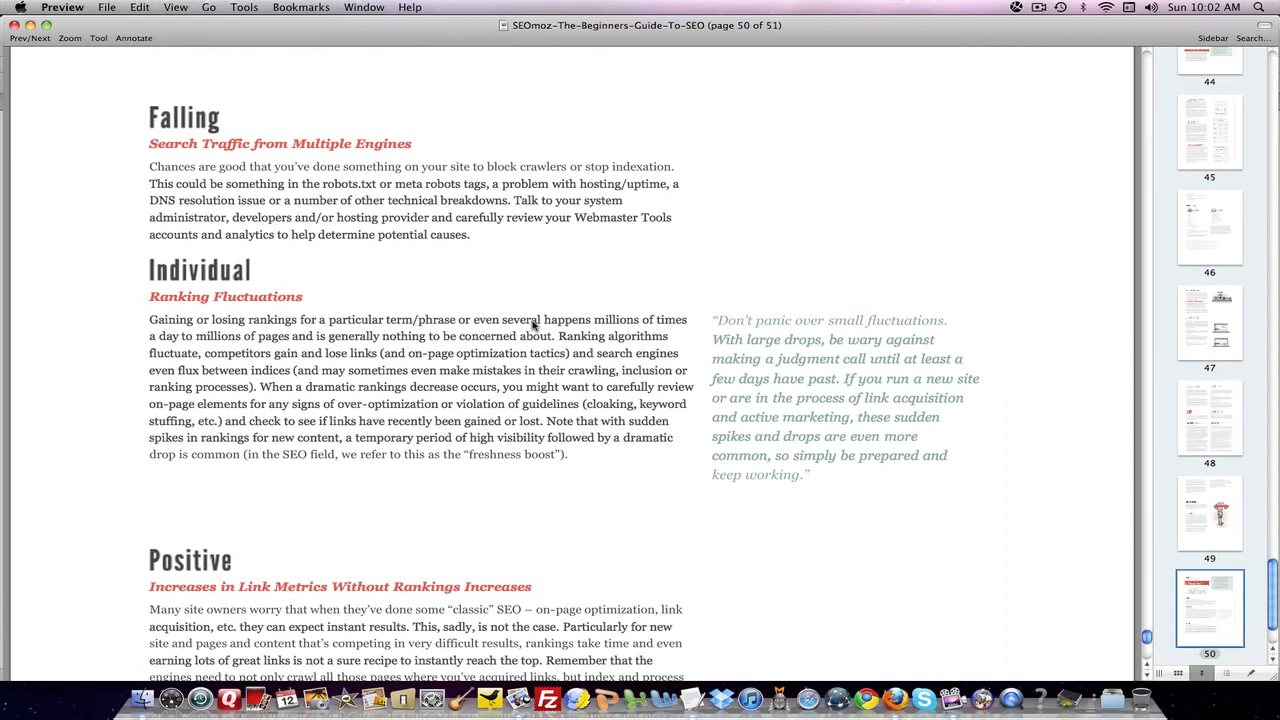 Preview File Edit View Go Tools Bookmarks Window Help Sun 10:02 AM
SEOmoz-The-Beginners-Guide-To-SEO (page 50 of 51)
Prev/Next Zoom Tool Annotate Sidebar Search...
Falling
Search Traffic from Multiple Engines
Chances are good that you've done something on your site to block crawlers or stop indexation.
This could be something in the robots.txt or meta robots tags, a problem with hosting/uptime, a
DNS resolution issue or a number of other technical breakdowns. Talk to your system
administrator, developers and/or hosting provider and carefully review your Webmaster Tools
accounts and analytics to help determine potential causes.
Individual
Ranking Fluctuations
Gaining or losing rankings for a particular term/phrase or even several happens millions of times
a day to millions of pages and is generally nothing to be concerned about. Ranking algorithms
fluctuate, competitors gain and lose links (and on-page optimization tactics) and search engines
even flux between indices (and may sometimes even make mistakes in their crawling, inclusion or
ranking processes). When a dramatic rankings decrease occurs, you might want to carefully review
on-page elements for any signs of over-optimization or violation of guidelines (cloaking, keyword
stuffing, etc.) and check to see if links have recently been gained or lost. Note that with sudden
spikes in rankings for new content, a temporary period of high visibility followed by a dramatic
drop is common (in the SEO field, we refer to this as the “freshness boost”).
“Don't panic over small fluctuations.
With large drops, be wary against
making a judgment call until at least a
few days have past. If you run a new site
or are in the process of link acquisition
and active marketing, these sudden
spikes and drops are even more
common, so simply be prepared and
keep working.”
Positive
Increases in Link Metrics Without Rankings Increases
Many site owners worry that when they've done some “classic” SEO – on-page optimization, link
acquisition, etc. they can expect instant results. This, sadly, is not the case. Particularly for new
site and pages and content that's competing in very difficult results, rankings take time and even
earning lots of great links is not a sure recipe to instantly reach the top. Remember that the
engines need to not only crawl all those pages where you've earned links, but index and process
44
45
46
47
48
49
50
12